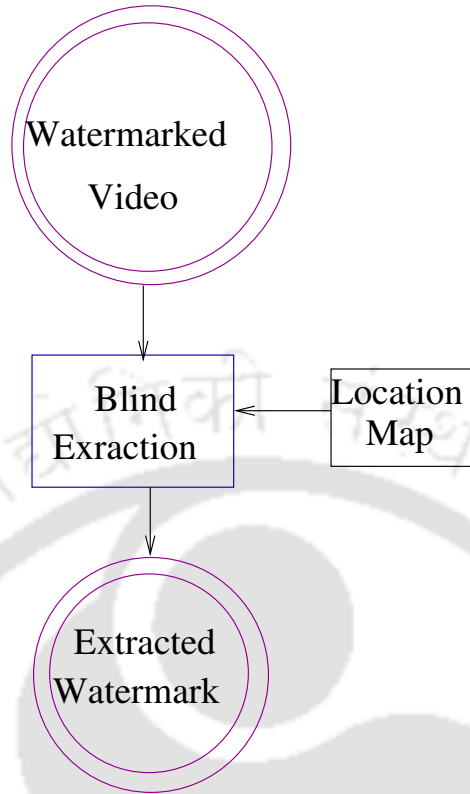 Watermarked
Video
Blind
Exraction
Location
Map
Extracted
Watermark